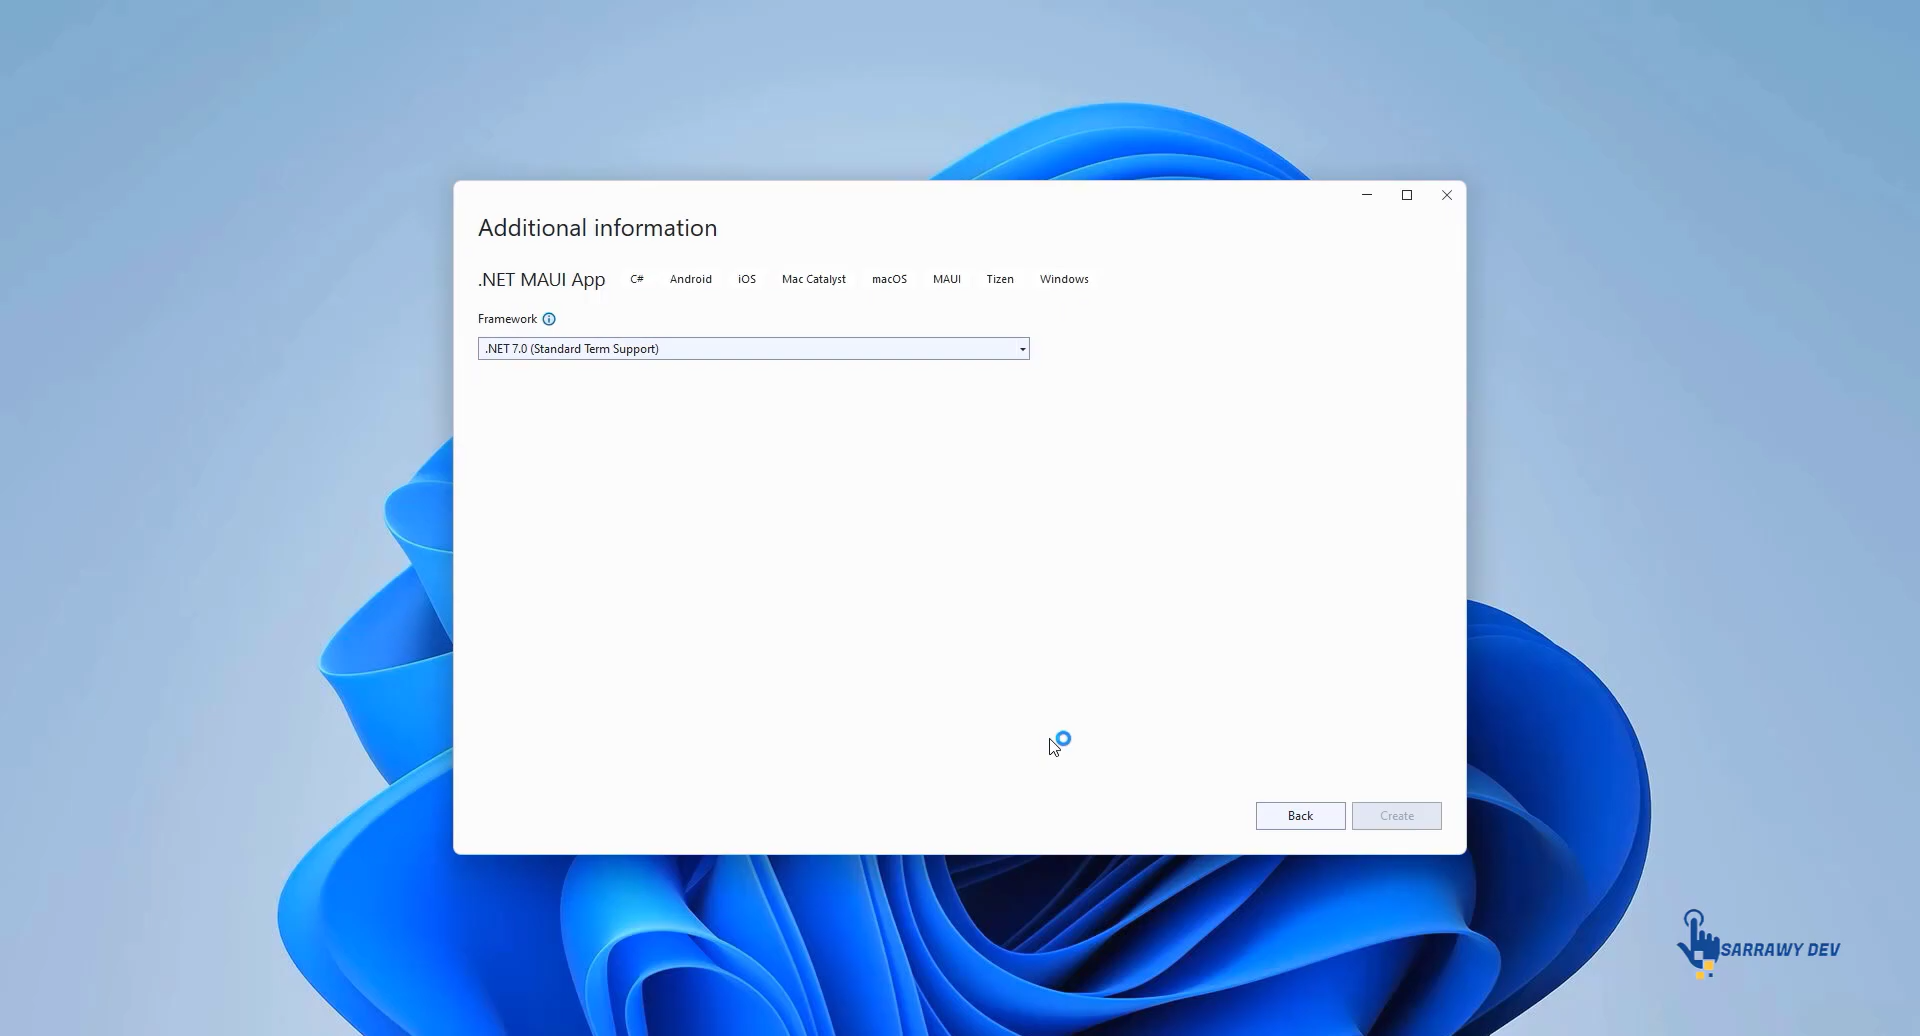 Additional information
.NET MAUI App C# Android iOS Mac Catalyst macOS MAUI Tizen Windows
Framework
.NET 7.0 (Standard Term Support)
Back Create
SARRAWY DEV